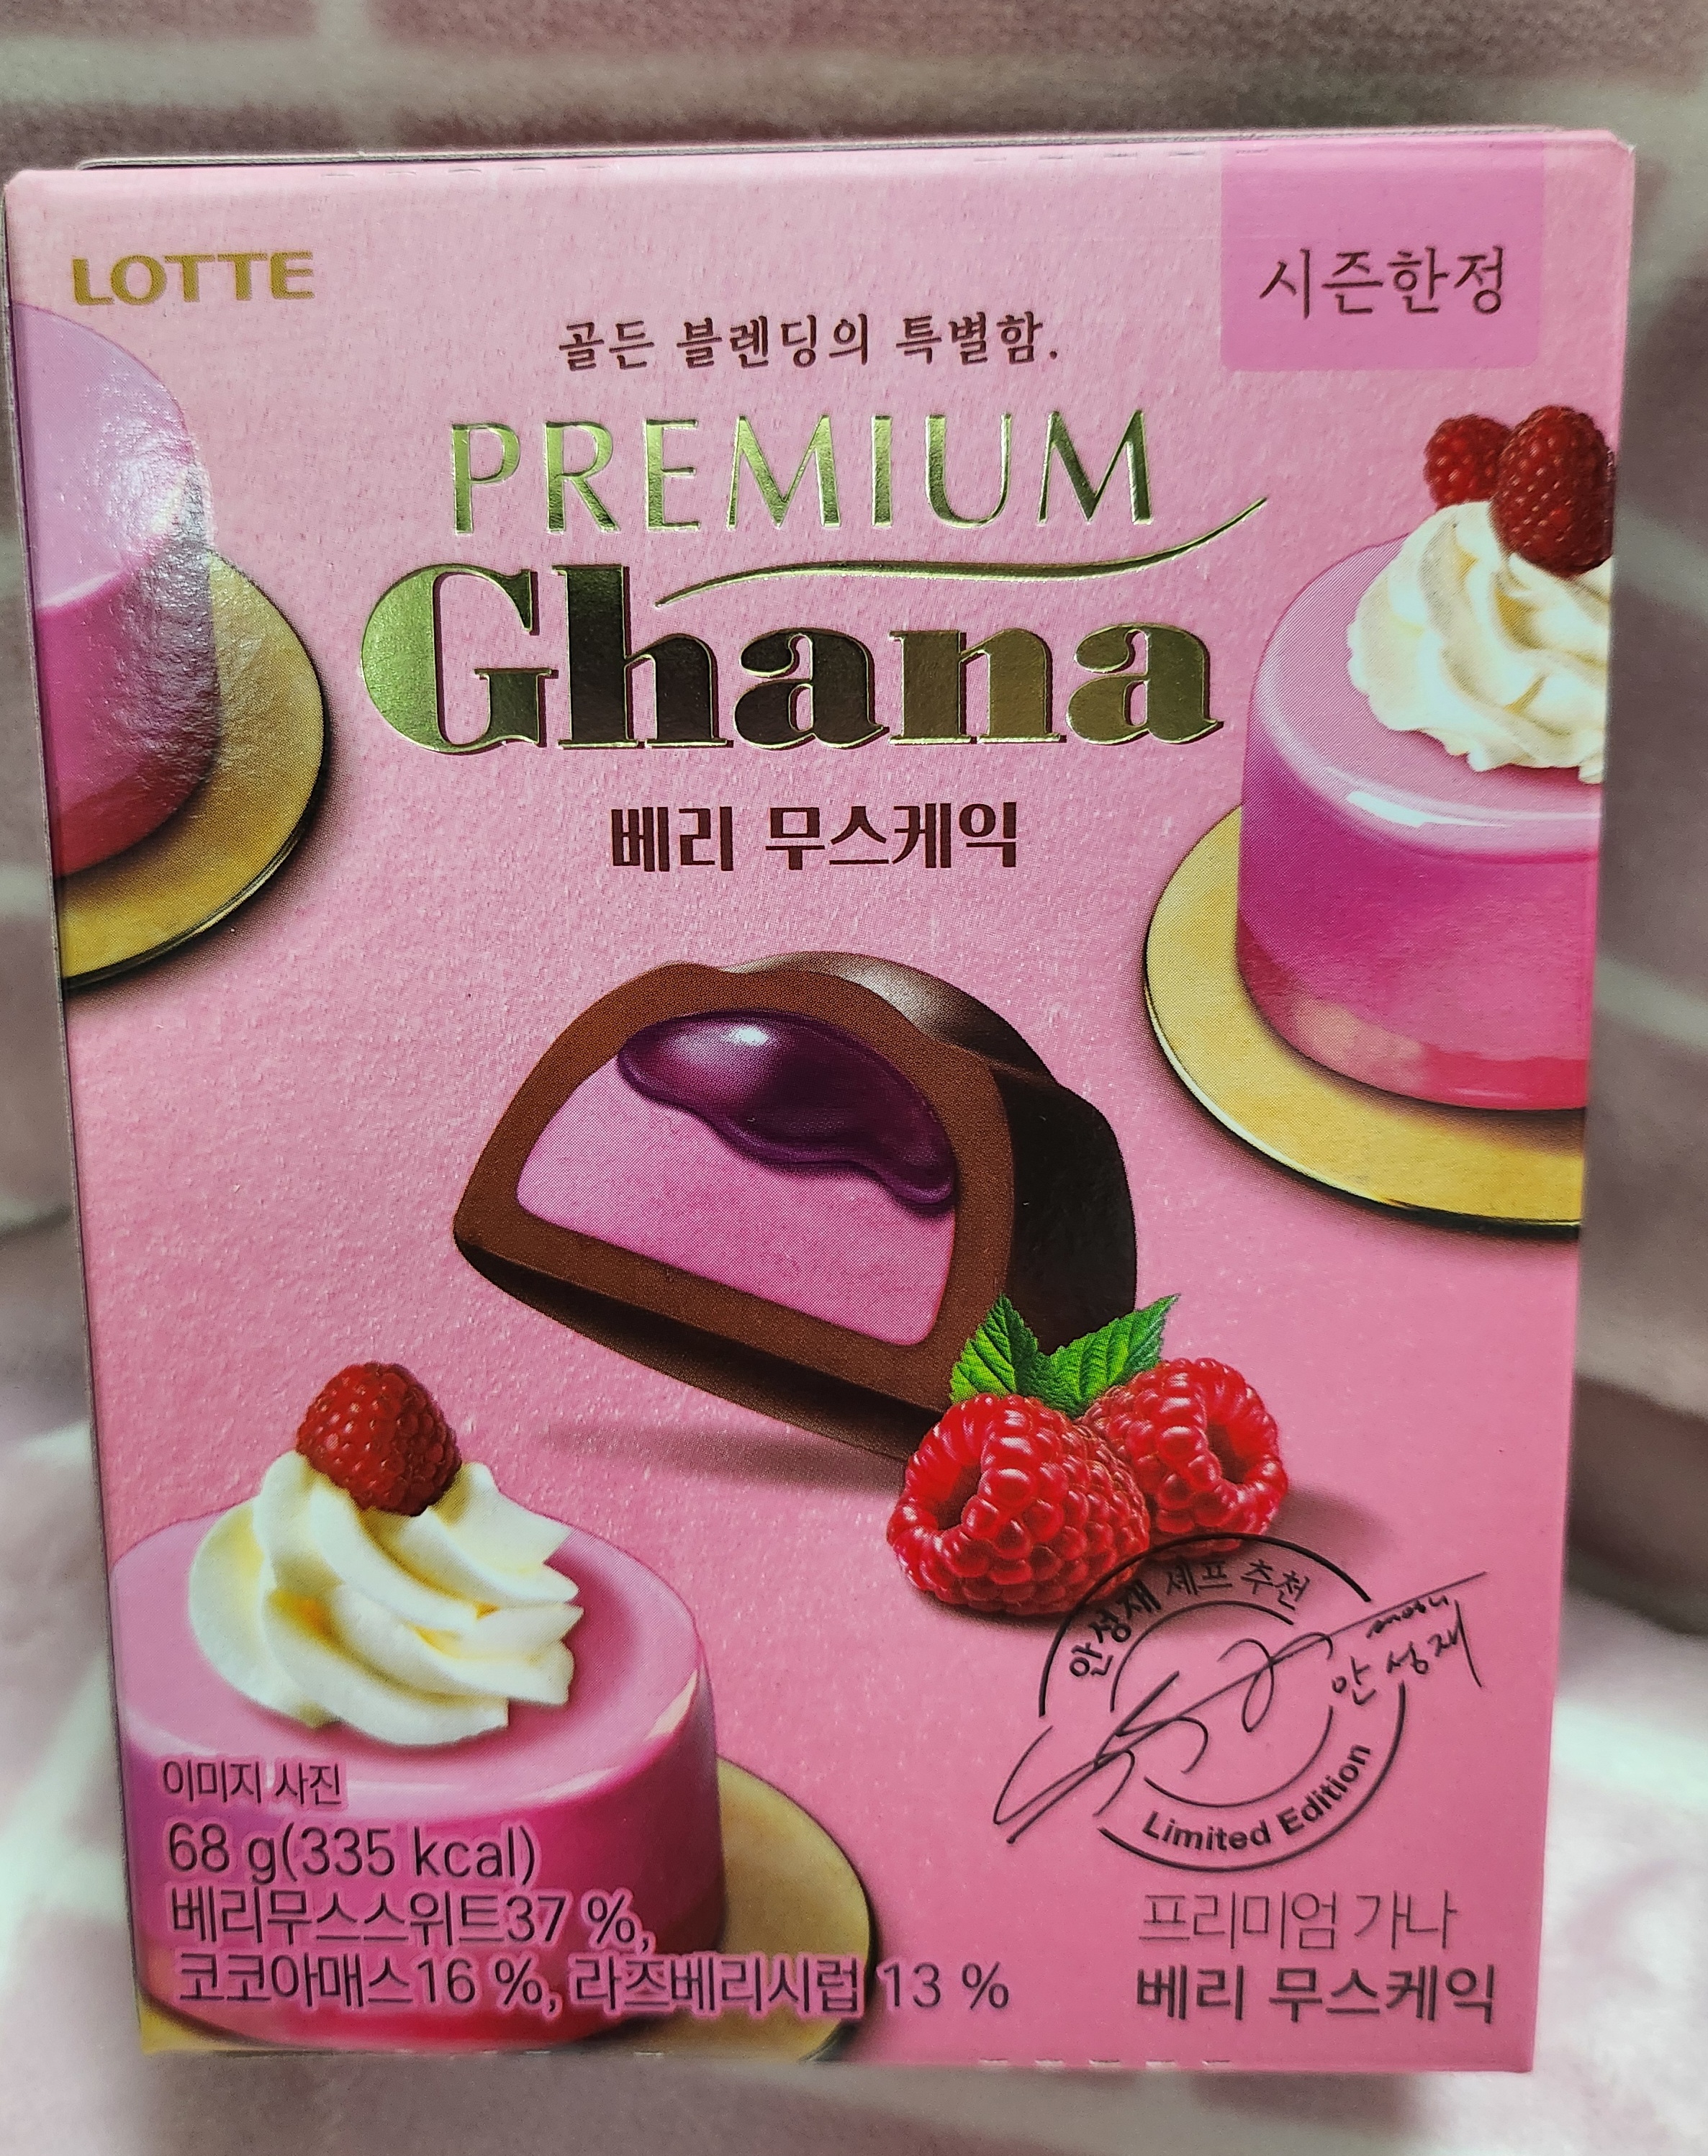 LOTTE
시즌한정
골든 블렌딩의 특별함.
PREMIUM
Ghana
베리 무스케익
안성재 셰프 추천
안성재
Limited Edition
이미지 사진
68 g(335 kcal)
베리무스스위트37 %,
코코아매스16 %, 라즈베리시럽 13 %
프리미엄 가나
베리 무스케익